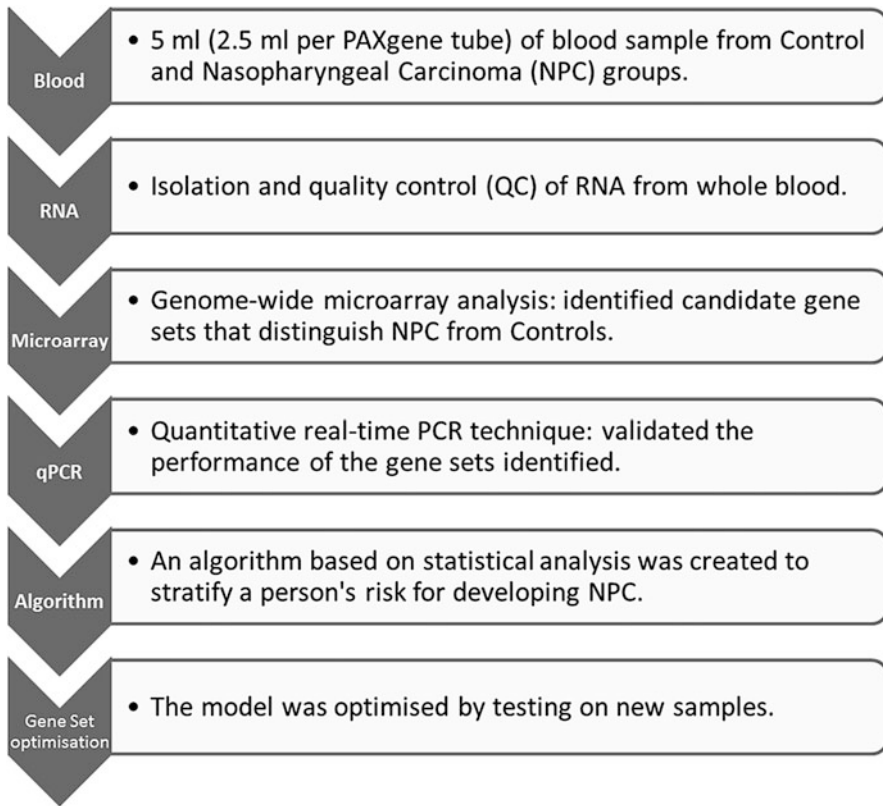 Blood
• 5 ml (2.5 ml per PAXgene tube) of blood sample from Control
and Nasopharyngeal Carcinoma (NPC) groups.
RNA
• Isolation and quality control (QC) of RNA from whole blood.
Microarray
• Genome-wide microarray analysis: identified candidate gene
sets that distinguish NPC from Controls.
qPCR
• Quantitative real-time PCR technique: validated the
performance of the gene sets identified.
Algorithm
• An algorithm based on statistical analysis was created to
stratify a person's risk for developing NPC.
Gene Set
optimisation
• The model was optimised by testing on new samples.